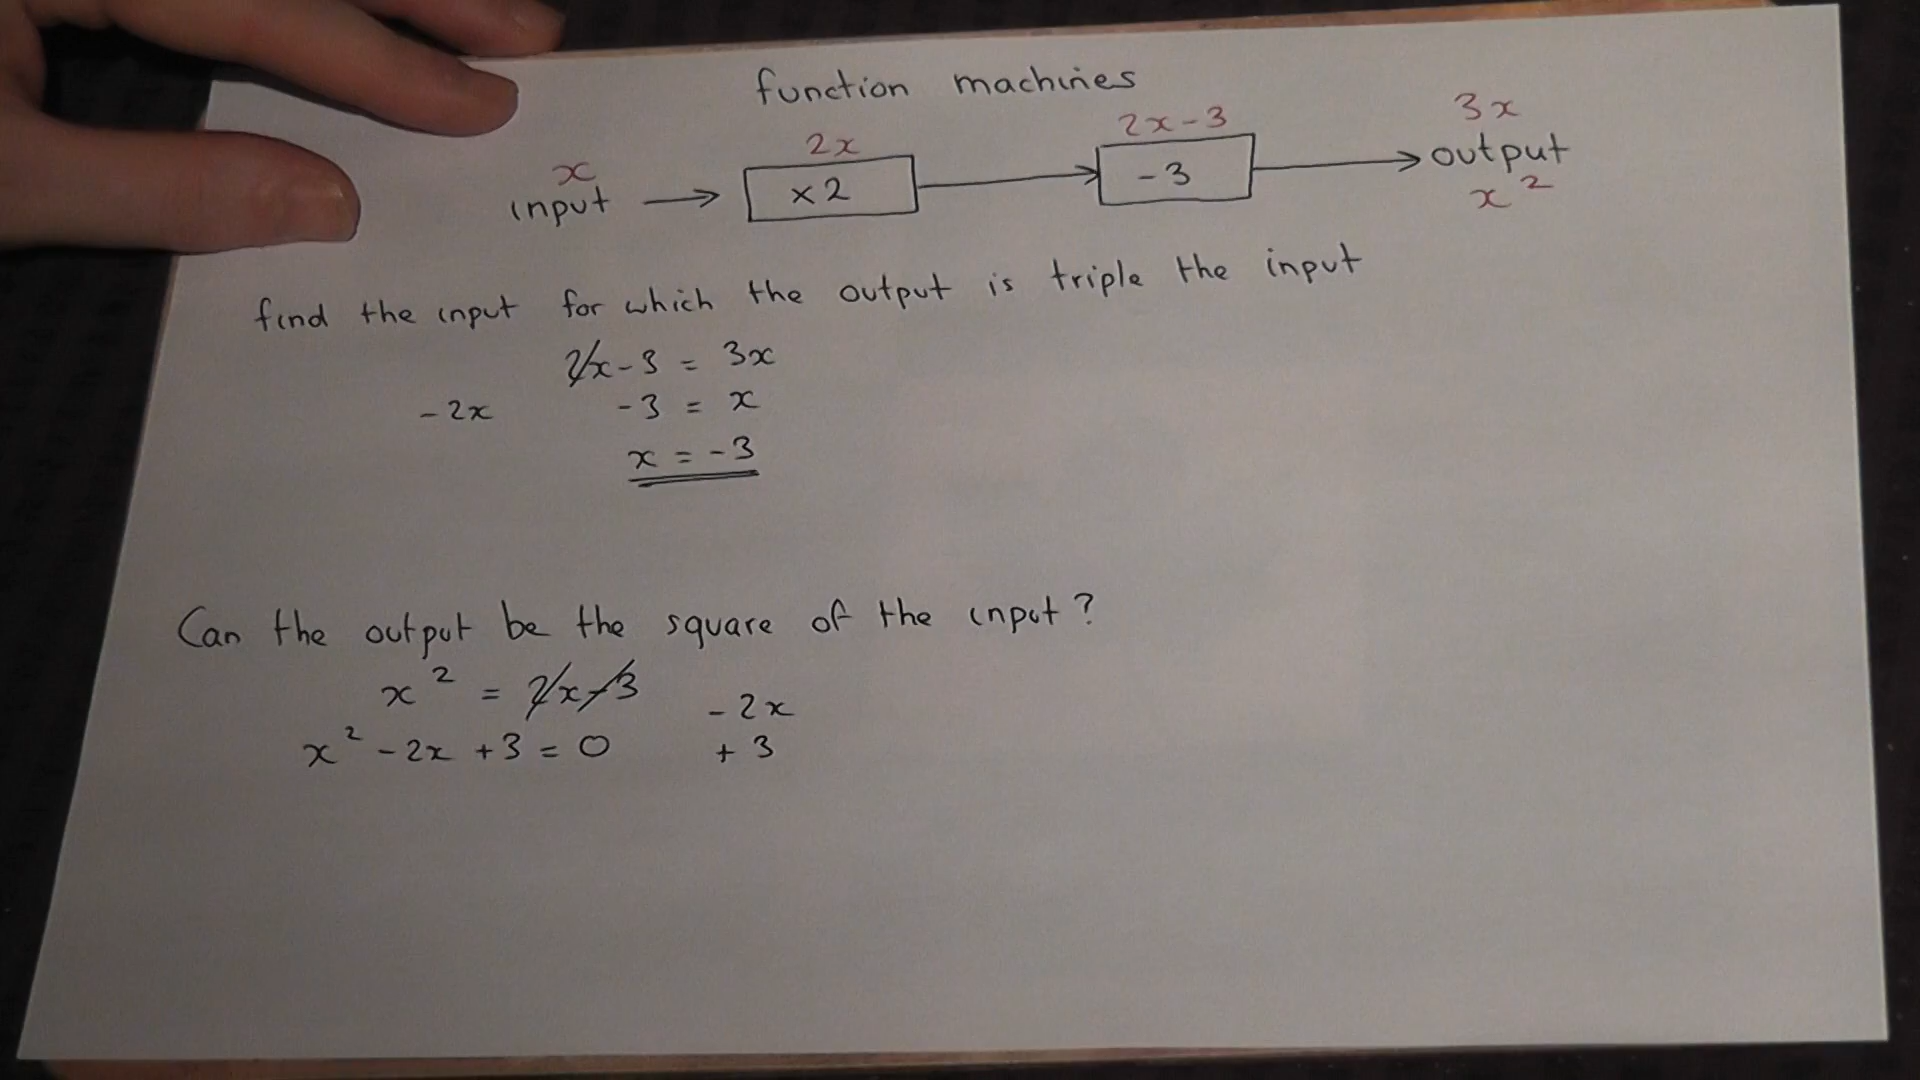 function machines
x 2x 2x-3 3x
input → ×2 → -3 → output
x²
find the input for which the output is triple the input
2x-3 = 3x
-2x -3 = x
x = -3
Can the output be the square of the input?
x² = 2x-3 -2x
x² -2x +3 = 0 +3